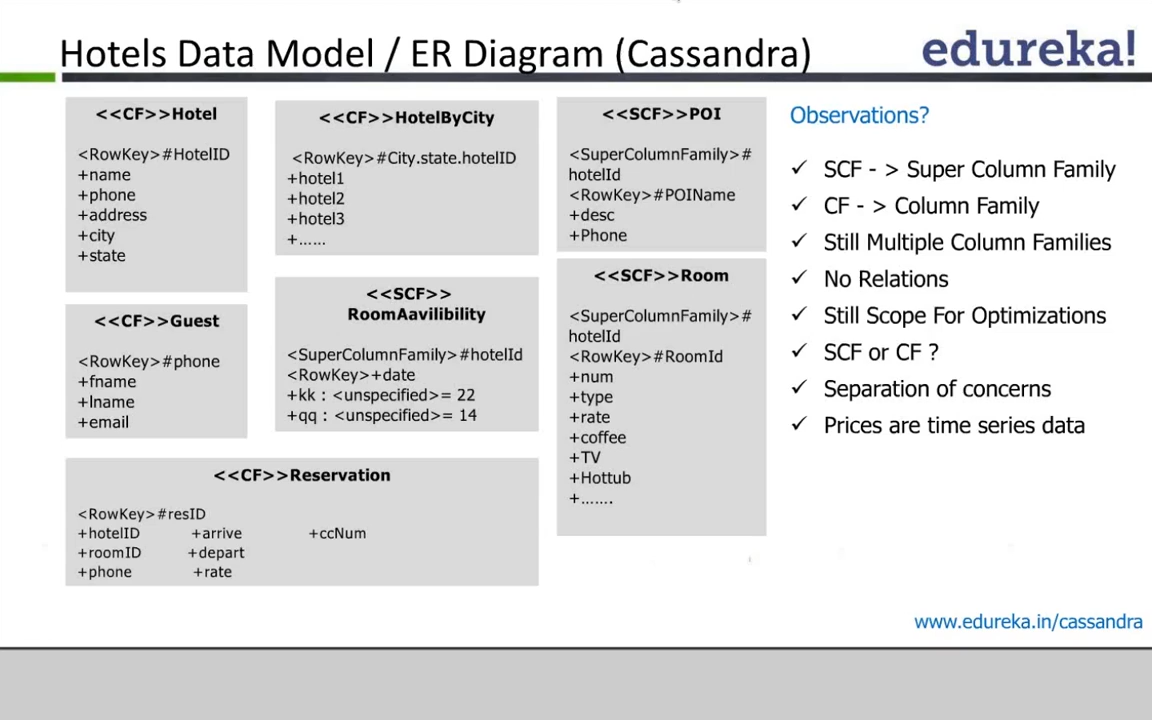 Hotels Data Model / ER Diagram (Cassandra)
edureka!
<<CF>>Hotel
<RowKey>#HotelID
+name
+phone
+address
+city
+state
<<CF>>HotelByCity
<RowKey>#City.state.hotelID
+hotel1
+hotel2
+hotel3
+......
<<SCF>>POI
<SuperColumnFamily>#
hotelId
<RowKey>#POIName
+desc
+Phone
<<CF>>Guest
<RowKey>#phone
+fname
+lname
+email
<<SCF>>
RoomAavilibility
<SuperColumnFamily>#hotelId
<RowKey>+date
+kk : <unspecified>= 22
+qq : <unspecified>= 14
<<SCF>>Room
<SuperColumnFamily>#
hotelId
<RowKey>#RoomId
+num
+type
+rate
+coffee
+TV
+Hottub
+.......
<<CF>>Reservation
<RowKey>#resID
+hotelID +arrive +ccNum
+roomID +depart
+phone +rate
Observations?
✓ SCF - > Super Column Family
✓ CF - > Column Family
✓ Still Multiple Column Families
✓ No Relations
✓ Still Scope For Optimizations
✓ SCF or CF ?
✓ Separation of concerns
✓ Prices are time series data
www.edureka.in/cassandra